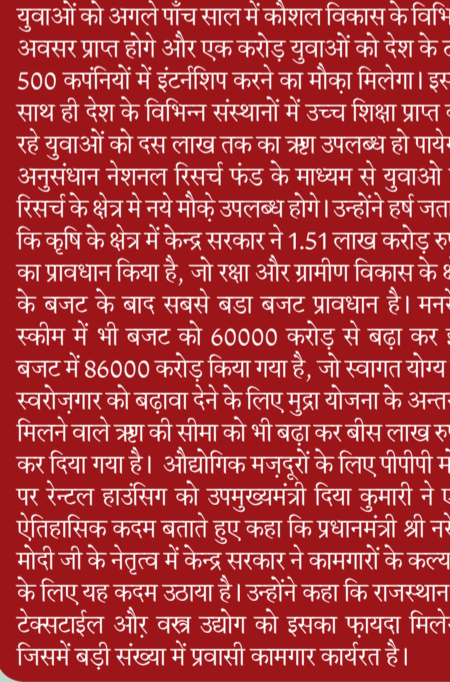 युवाओं को अगले पाँच साल में कौशल विकास के विभि
अवसर प्राप्त होगे और एक करोड़ युवाओं को देश के
500 कपंनियों में इंटर्नशिप करने का मौक़ा मिलेगा। इस
साथ ही देश के विभिन्न संस्थानों में उच्च शिक्षा प्राप्त
रहे युवाओं को दस लाख तक का ऋण उपलब्ध हो पाये
अनुसंधान नेशनल रिसर्च फंड के माध्यम से युवाओ
रिसर्च के क्षेत्र मे नये मौके़ उपलब्ध होगे। उन्होंने हर्ष जता
कि कृषि के क्षेत्र में केन्द्र सरकार ने 1.51 लाख करोड़ रु
का प्रावधान किया है, जो रक्षा और ग्रामीण विकास के
के बजट के बाद सबसे बडा बजट प्रावधान है। मनरे
स्कीम में भी बजट को 60000 करोड़ से बढ़ा कर
बजट में 86000 करोड़ किया गया है, जो स्वागत योग्य
स्वरोज़गार को बढ़ावा देने के लिए मुद्रा योजना के अन्त
मिलने वाले ऋण की सीमा को भी बढ़ा कर बीस लाख रु
कर दिया गया है। औद्योगिक मज़दूरों के लिए पीपीपी मो
पर रेन्टल हाउंसिग को उपमुख्यमंत्री दिया कुमारी ने ए
ऐतिहासिक कदम बताते हुए कहा कि प्रधानमंत्री श्री नरे
मोदी जी के नेतृत्व में केन्द्र सरकार ने कामगारों के कल्य
के लिए यह कदम उठाया है। उन्होंने कहा कि राजस्थान
टेक्सटाईल और वस्त्र उद्योग को इसका फ़ायदा मिले
जिसमें बड़ी संख्या में प्रवासी कामगार कार्यरत है।